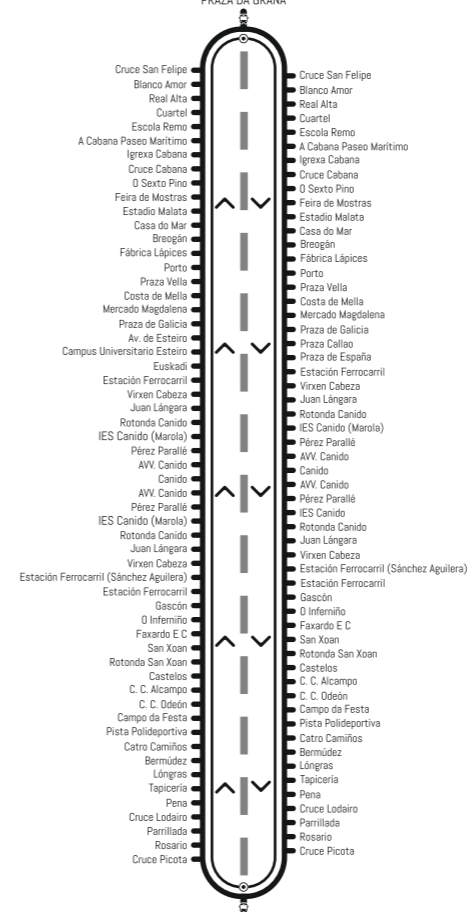 PRAZA DA GRAÑA
Cruce San Felipe
Blanco Amor
Real Alta
Cuartel
Escola Remo
A Cabana Paseo Marítimo
Igrexa Cabana
Cruce Cabana
O Sexto Pino
Feira de Mostras
Estadio Malata
Casa do Mar
Breogán
Fábrica Lápices
Porto
Praza Vella
Costa de Mella
Mercado Magdalena
Praza de Galicia
Av. de Esteiro
Campus Universitario Esteiro
Euskadi
Estación Ferrocarril
Virxen Cabeza
Juan Lángara
Rotonda Canido
IES Canido (Marola)
Pérez Parallé
AVV. Canido
Canido
AVV. Canido
Pérez Parallé
IES Canido (Marola)
Rotonda Canido
Juan Lángara
Virxen Cabeza
Estación Ferrocarril (Sánchez Aguilera)
Estación Ferrocarril
Gascón
O Inferniño
Faxardo E C
San Xoan
Rotonda San Xoan
Castelos
C. C. Alcampo
C. C. Odeón
Campo da Festa
Pista Polideportiva
Catro Camiños
Bermúdez
Lóngras
Tapicería
Pena
Cruce Lodairo
Parrillada
Rosario
Cruce Picota
Cruce San Felipe
Blanco Amor
Real Alta
Cuartel
Escola Remo
A Cabana Paseo Marítimo
Igrexa Cabana
Cruce Cabana
O Sexto Pino
Feira de Mostras
Estadio Malata
Casa do Mar
Breogán
Fábrica Lápices
Porto
Praza Vella
Costa de Mella
Mercado Magdalena
Praza de Galicia
Praza Callao
Praza de España
Estación Ferrocarril
Virxen Cabeza
Juan Lángara
Rotonda Canido
IES Canido (Marola)
Pérez Parallé
AVV. Canido
Canido
AVV. Canido
Pérez Parallé
IES Canido
Rotonda Canido
Juan Lángara
Virxen Cabeza
Estación Ferrocarril (Sánchez Aguilera)
Estación Ferrocarril
Gascón
O Inferniño
Faxardo E C
San Xoan
Rotonda San Xoan
Castelos
C. C. Alcampo
C. C. Odeón
Campo da Festa
Pista Polideportiva
Catro Camiños
Bermúdez
Lóngras
Tapicería
Pena
Cruce Lodairo
Parrillada
Rosario
Cruce Picota